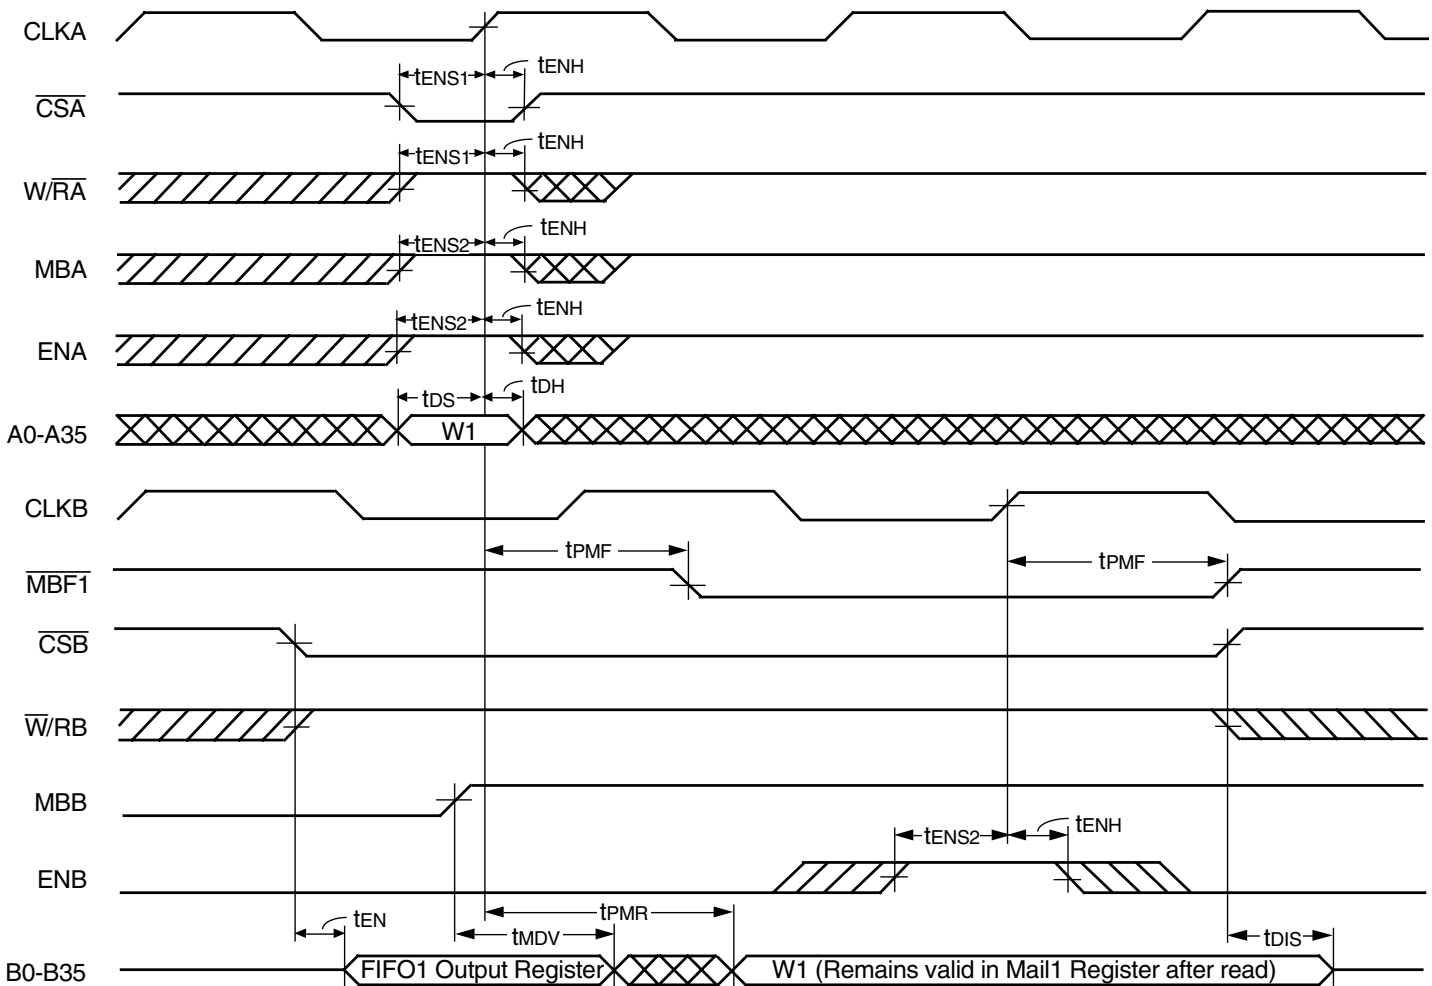 CLKA
tENS1 tENH
CSA
tENS1 tENH
W/RA
tENS2 tENH
MBA
tENS2 tENH
ENA
tDS tDH
A0-A35 W1
CLKB
tPMF tPMF
MBF1
CSB
W/RB
MBB
tENS2 tENH
ENB
tEN tMDV tPMR tDIS
B0-B35 FIFO1 Output Register W1 (Remains valid in Mail1 Register after read)